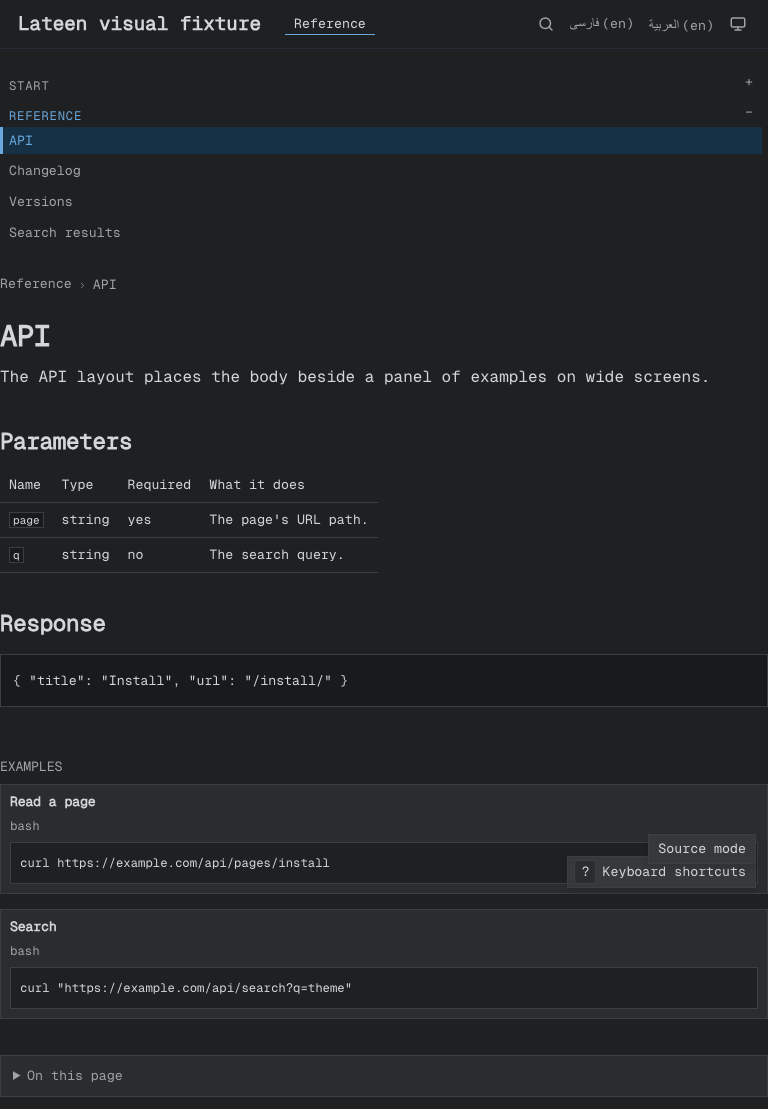 Lateen visual fixture Reference فارسی (en) العربية (en)
START +
REFERENCE −
API
Changelog
Versions
Search results
Reference › API
API
The API layout places the body beside a panel of examples on wide screens.
Parameters
Name Type Required What it does
page string yes The page's URL path.
q string no The search query.
Response
{ "title": "Install", "url": "/install/" }
EXAMPLES
Read a page
bash
Source mode
curl https://example.com/api/pages/install
? Keyboard shortcuts
Search
bash
curl "https://example.com/api/search?q=theme"
▶ On this page